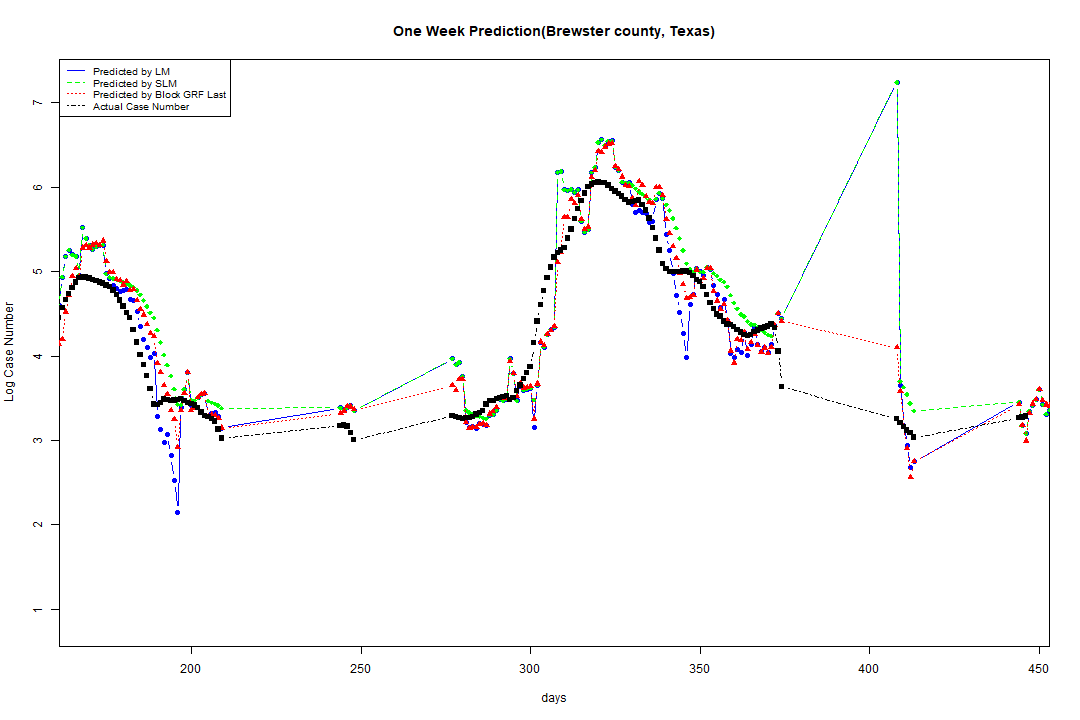 One Week Prediction(Brewster county, Texas)
Predicted by LM
Predicted by SLM
Predicted by Block GRF Last
Actual Case Number
7
6
5
4
3
2
1
Log Case Number
200 250 300 350 400 450
days